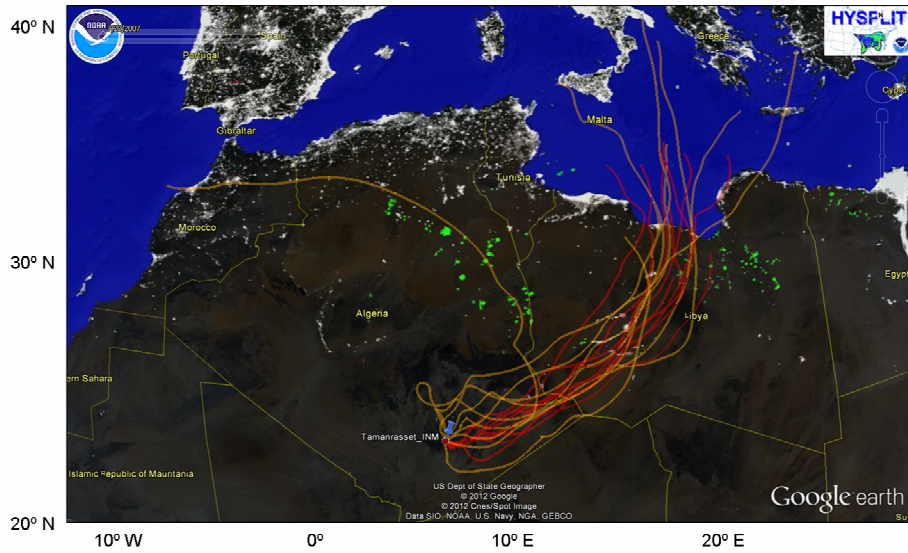 40º N
NOAA
HYSPLIT
Spain
Portugal
Greece
Gibraltar
Malta
Tunisia
Morocco
30º N
Egypt
Algeria
Libya
ern Sahara
Tamanrasset_INM
Islamic Republic of Mauritania
US Dept of State Geographer
© 2012 Google
© 2012 Cnes/Spot Image
Data SIO, NOAA, U.S. Navy, NGA, GEBCO
Google earth
20º N
10º W
0º
10º E
20º E